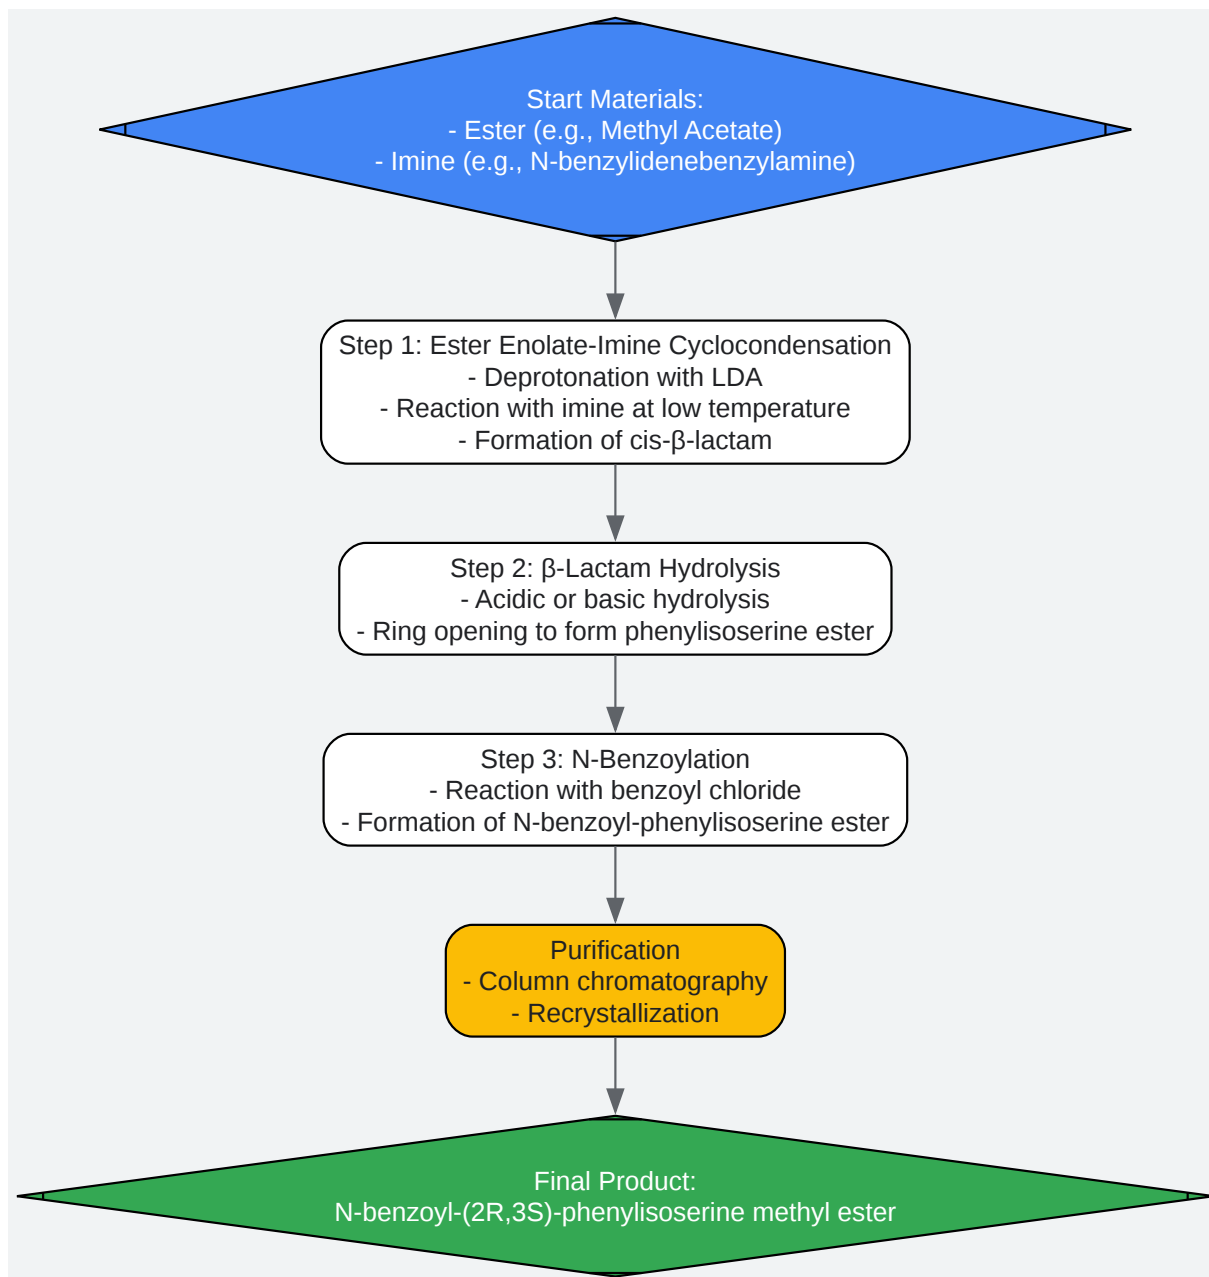 Start Materials:
- Ester (e.g., Methyl Acetate)
- Imine (e.g., N-benzylidenebenzylamine)
Step 1: Ester Enolate-Imine Cyclocondensation
- Deprotonation with LDA
- Reaction with imine at low temperature
- Formation of cis-β-lactam
Step 2: β-Lactam Hydrolysis
- Acidic or basic hydrolysis
- Ring opening to form phenylisoserine ester
Step 3: N-Benzoylation
- Reaction with benzoyl chloride
- Formation of N-benzoyl-phenylisoserine ester
Purification
- Column chromatography
- Recrystallization
Final Product:
N-benzoyl-(2R,3S)-phenylisoserine methyl ester